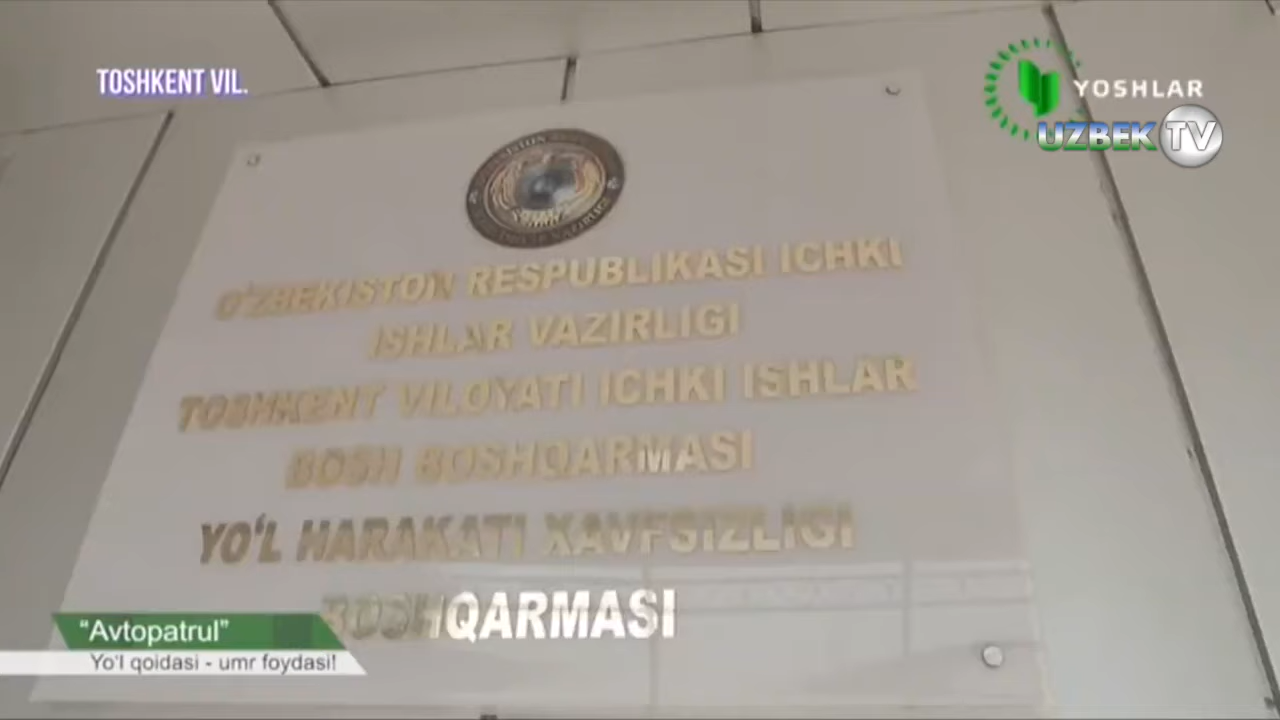 TOSHKENT VIL.
YOSHLAR
UZBEK TV
O'ZBEKISTON RESPUBLIKASI ICHKI
ISHLAR VAZIRLIGI
TOSHKENT VILOYATI ICHKI ISHLAR
BOSH BOSHQARMASI
YO‘L HARAKATI XAVFSIZLIGI
BOSHQARMASI
"Avtopatrul"
Yo'l qoidasi - umr foydasi!